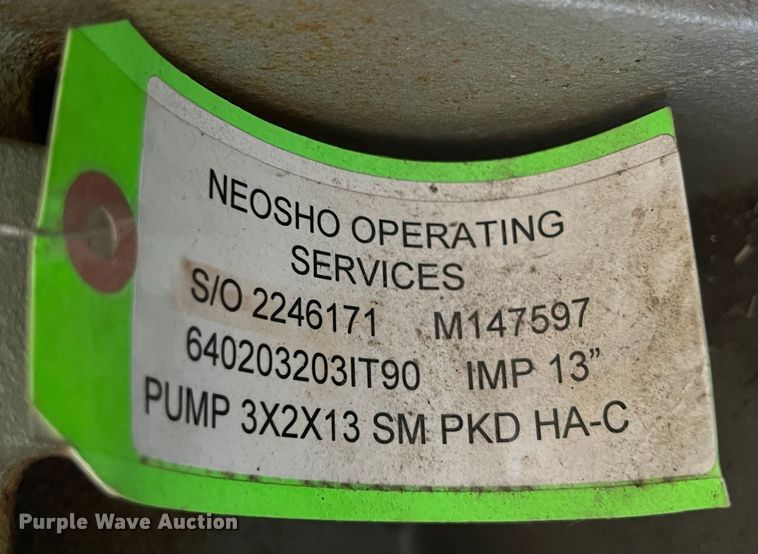 NEOSHO OPERATING
SERVICES
S/O 2246171 M147597
640203203IT90 IMP 13”
PUMP 3X2X13 SM PKD HA-C
Purple Wave Auction